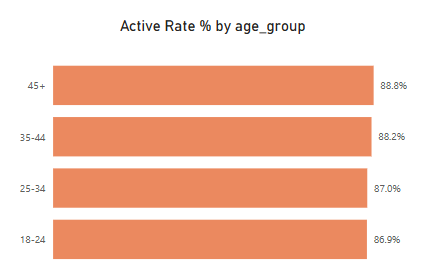 Active Rate % by age_group
45+ 88.8%
35-44 88.2%
25-34 87.0%
18-24 86.9%